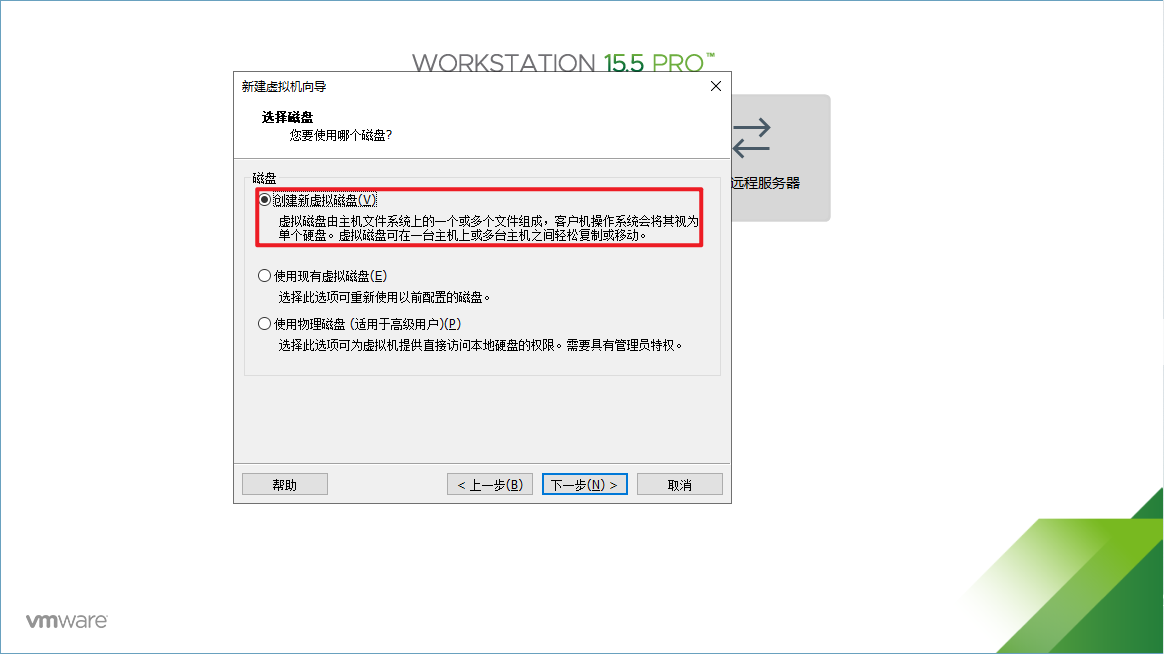 WORKSTATION 15.5 PRO™
新建虚拟机向导
选择磁盘
您要使用哪个磁盘?
远程服务器
磁盘
创建新虚拟磁盘(V)
虚拟磁盘由主机文件系统上的一个或多个文件组成，客户机操作系统会将其视为
单个硬盘。虚拟磁盘可在一台主机上或多台主机之间轻松复制或移动。
使用现有虚拟磁盘(E)
选择此选项可重新使用以前配置的磁盘。
使用物理磁盘 (适用于高级用户)(P)
选择此选项可为虚拟机提供直接访问本地硬盘的权限。需要具有管理员特权。
帮助
< 上一步(B)
下一步(N) >
取消
vmware